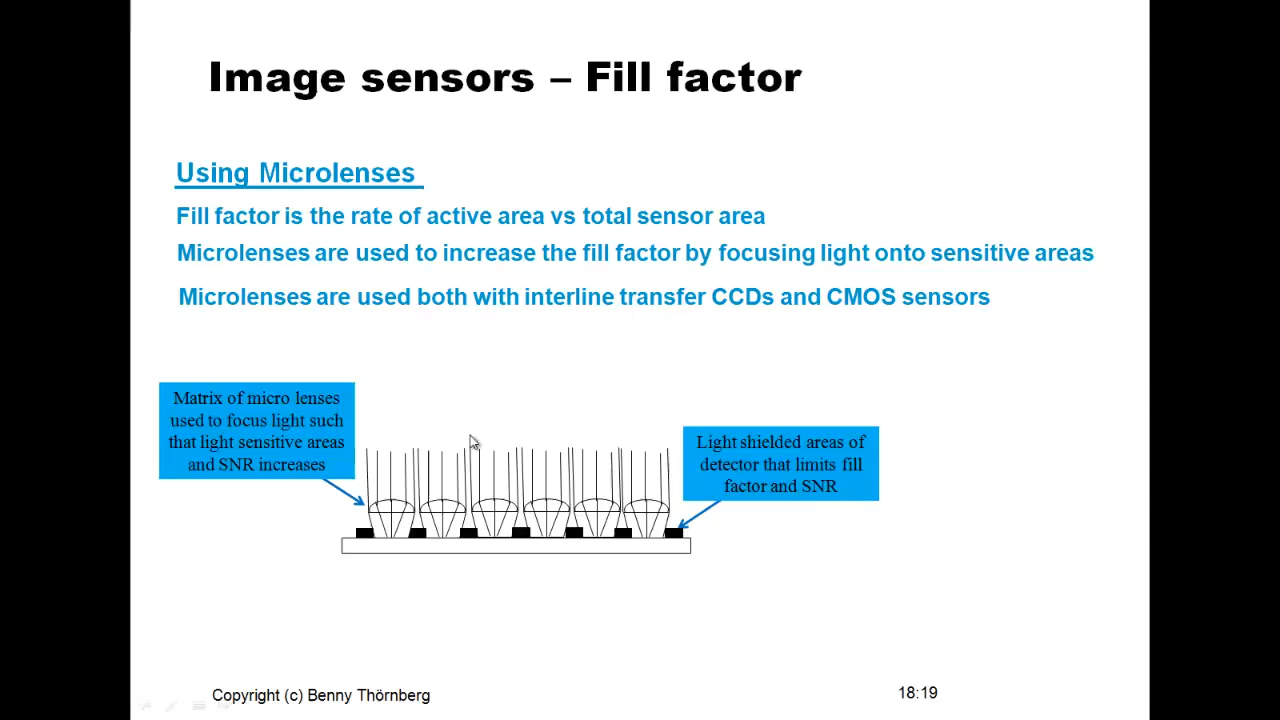 Image sensors – Fill factor
Using Microlenses
Fill factor is the rate of active area vs total sensor area
Microlenses are used to increase the fill factor by focusing light onto sensitive areas
Microlenses are used both with interline transfer CCDs and CMOS sensors
Matrix of micro lenses
used to focus light such
that light sensitive areas
and SNR increases
Light shielded areas of
detector that limits fill
factor and SNR
Copyright (c) Benny Thörnberg
18:19